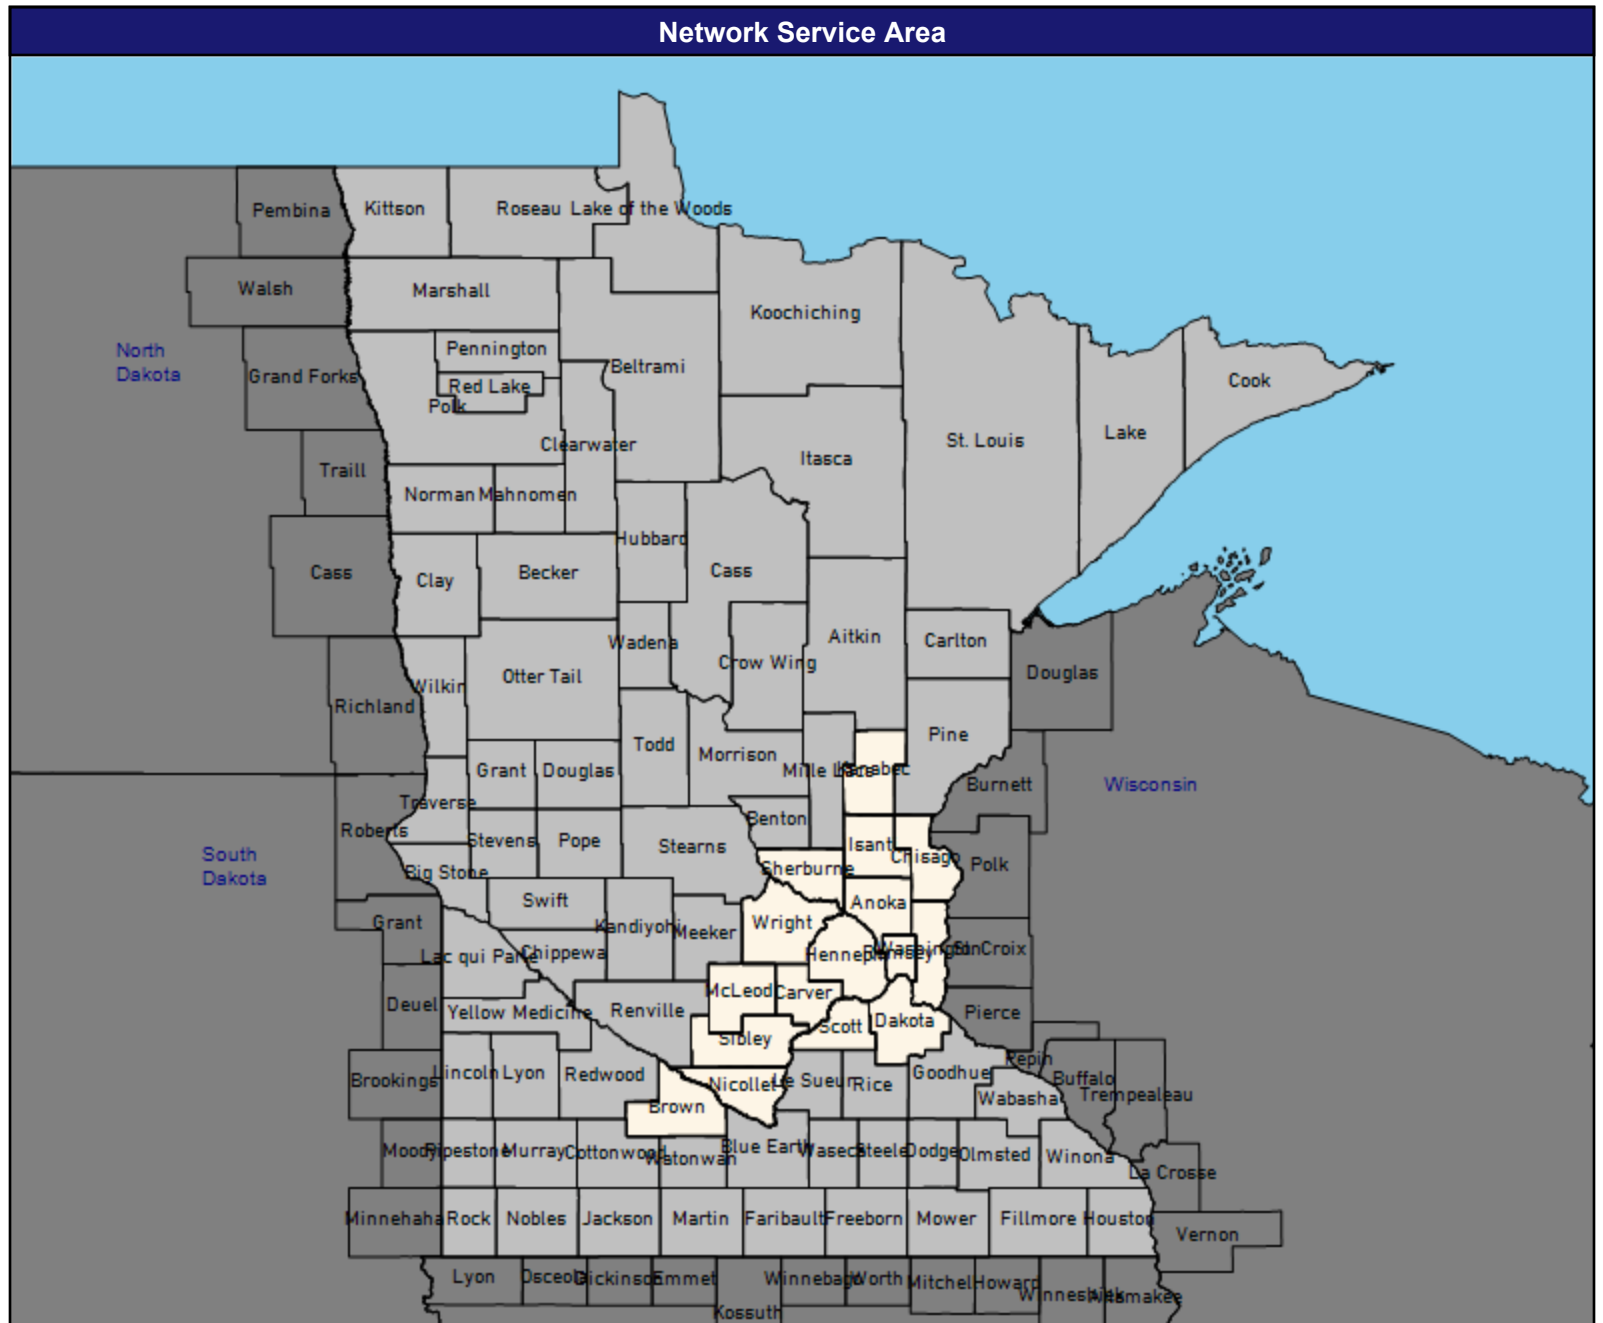 Network Service Area
Pembina
Kittson
Roseau
Lake of the Woods
Walsh
Marshall
Koochiching
North
Dakota
Pennington
Grand Forks
Red Lake
Beltrami
Cook
Polk
Clearwater
St. Louis
Lake
Itasca
Traill
Norman
Mahnomen
Hubbard
Cass
Clay
Becker
Cass
Wadena
Aitkin
Carlton
Crow Wing
Douglas
Otter Tail
Wilkin
Richland
Todd
Morrison
Pine
Grant
Douglas
Mille Lacs
Kanabec
Burnett
Wisconsin
Traverse
Roberts
Stevens
Pope
Benton
Stearns
Isanti
Chisago
Polk
South
Dakota
Big Stone
Sherburne
Swift
Anoka
Grant
Kandiyohi
Meeker
Wright
Lac qui Parle
Chippewa
Hennepin
Ramsey
Washington
St. Croix
Deuel
McLeod
Carver
Yellow Medicine
Renville
Scott
Dakota
Pierce
Sibley
Pepin
Brookings
Lincoln
Lyon
Redwood
Nicollet
Le Sueur
Rice
Goodhue
Buffalo
Trempealeau
Brown
Wabasha
Moody
Pipestone
Murray
Cottonwood
Watonwan
Blue Earth
Waseca
Steele
Dodge
Olmsted
Winona
La Crosse
Minnehaha
Rock
Nobles
Jackson
Martin
Faribault
Freeborn
Mower
Fillmore
Houston
Vernon
Lyon
Osceola
Dickinson
Emmet
Kossuth
Winnebago
Worth
Mitchell
Howard
Winneshiek
Allamakee